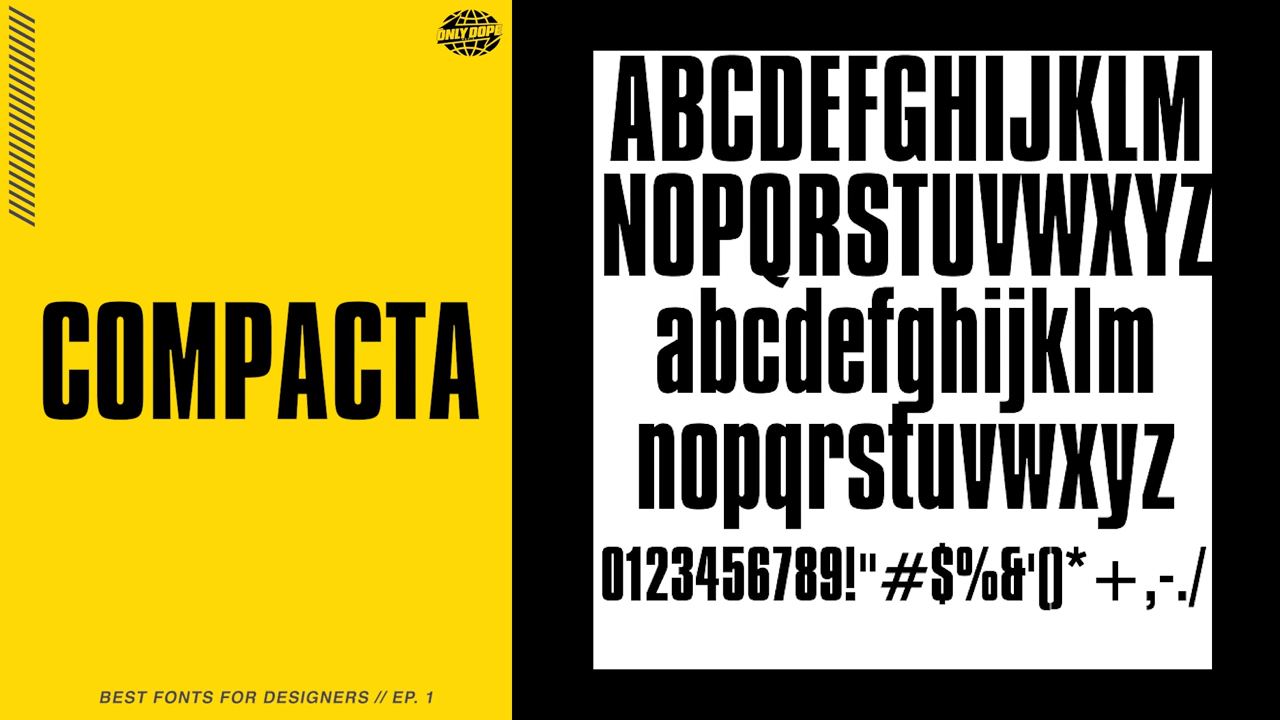 ONLY DOPE
COMPACTA
BEST FONTS FOR DESIGNERS // EP. 1
ABCDEFGHIJKLM
NOPQRSTUVWXYZ
abcdefghijklm
nopqrstuvwxyz
0123456789!"#$%&'()*+,-./